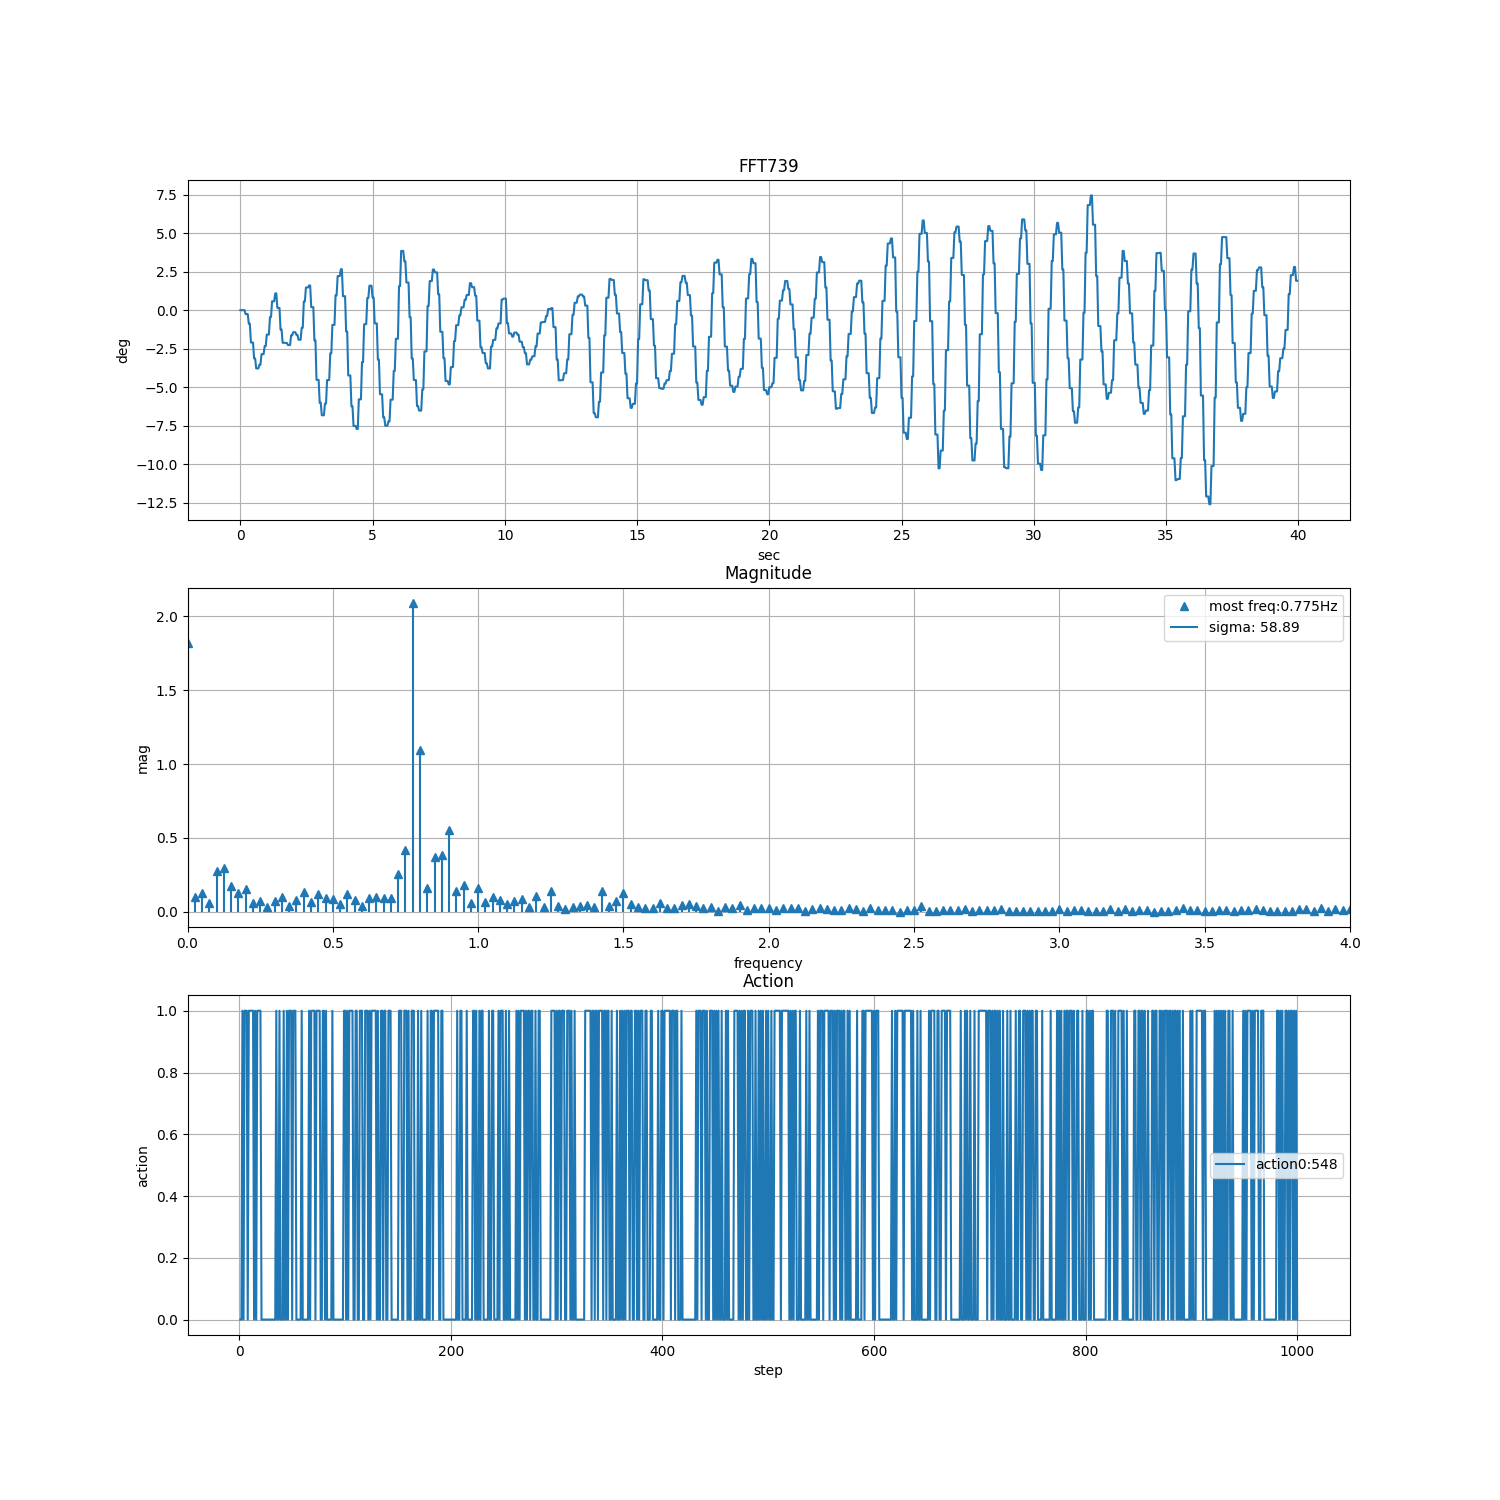 FFT739
7.5
5.0
2.5
0.0
−2.5
−5.0
−7.5
−10.0
−12.5
deg
0 5 10 15 20 25 30 35 40
sec
Magnitude
2.0
1.5
1.0
0.5
0.0
mag
most freq:0.775Hz
sigma: 58.89
0.0 0.5 1.0 1.5 2.0 2.5 3.0 3.5 4.0
frequency
Action
1.0
0.8
0.6
0.4
0.2
0.0
action
action0:548
0 200 400 600 800 1000
step